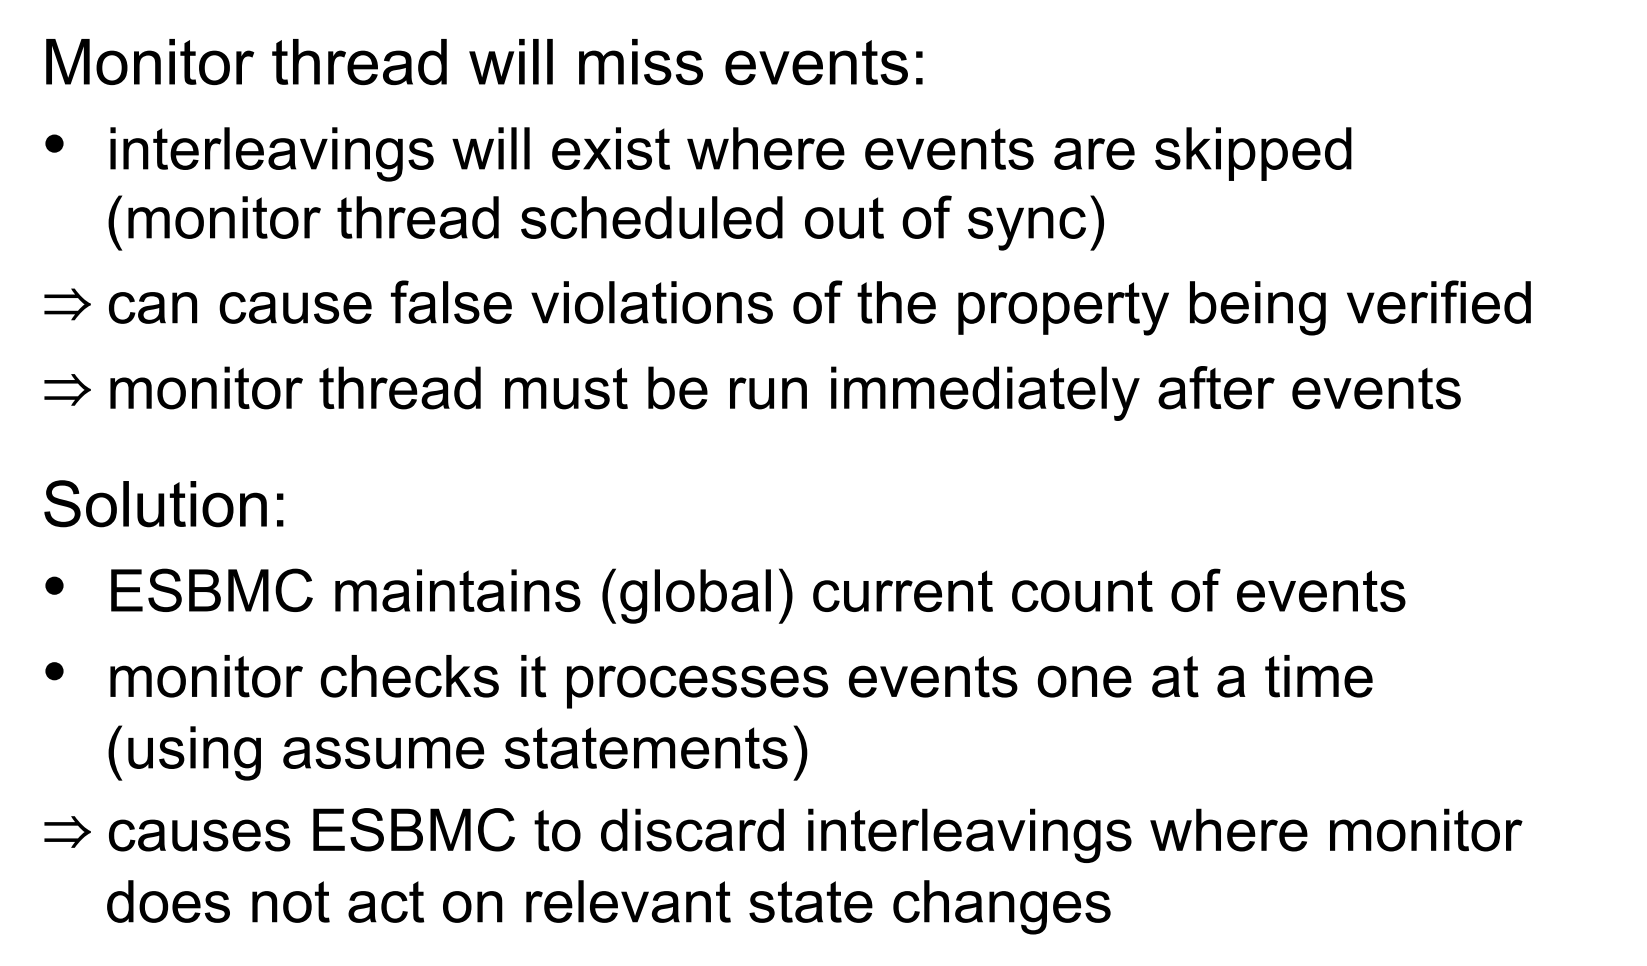 Monitor thread will miss events:
• interleavings will exist where events are skipped
(monitor thread scheduled out of sync)
⇒ can cause false violations of the property being verified
⇒ monitor thread must be run immediately after events
Solution:
• ESBMC maintains (global) current count of events
• monitor checks it processes events one at a time
(using assume statements)
⇒ causes ESBMC to discard interleavings where monitor
does not act on relevant state changes